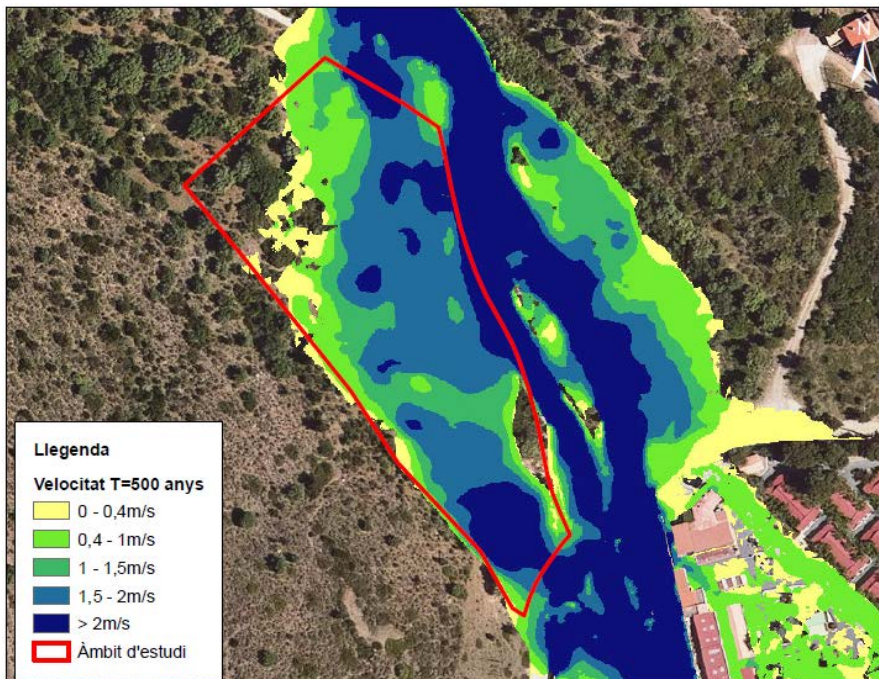 N
Llegenda
Velocitat T=500 anys
0 - 0,4m/s
0,4 - 1m/s
1 - 1,5m/s
1,5 - 2m/s
> 2m/s
Àmbit d'estudi